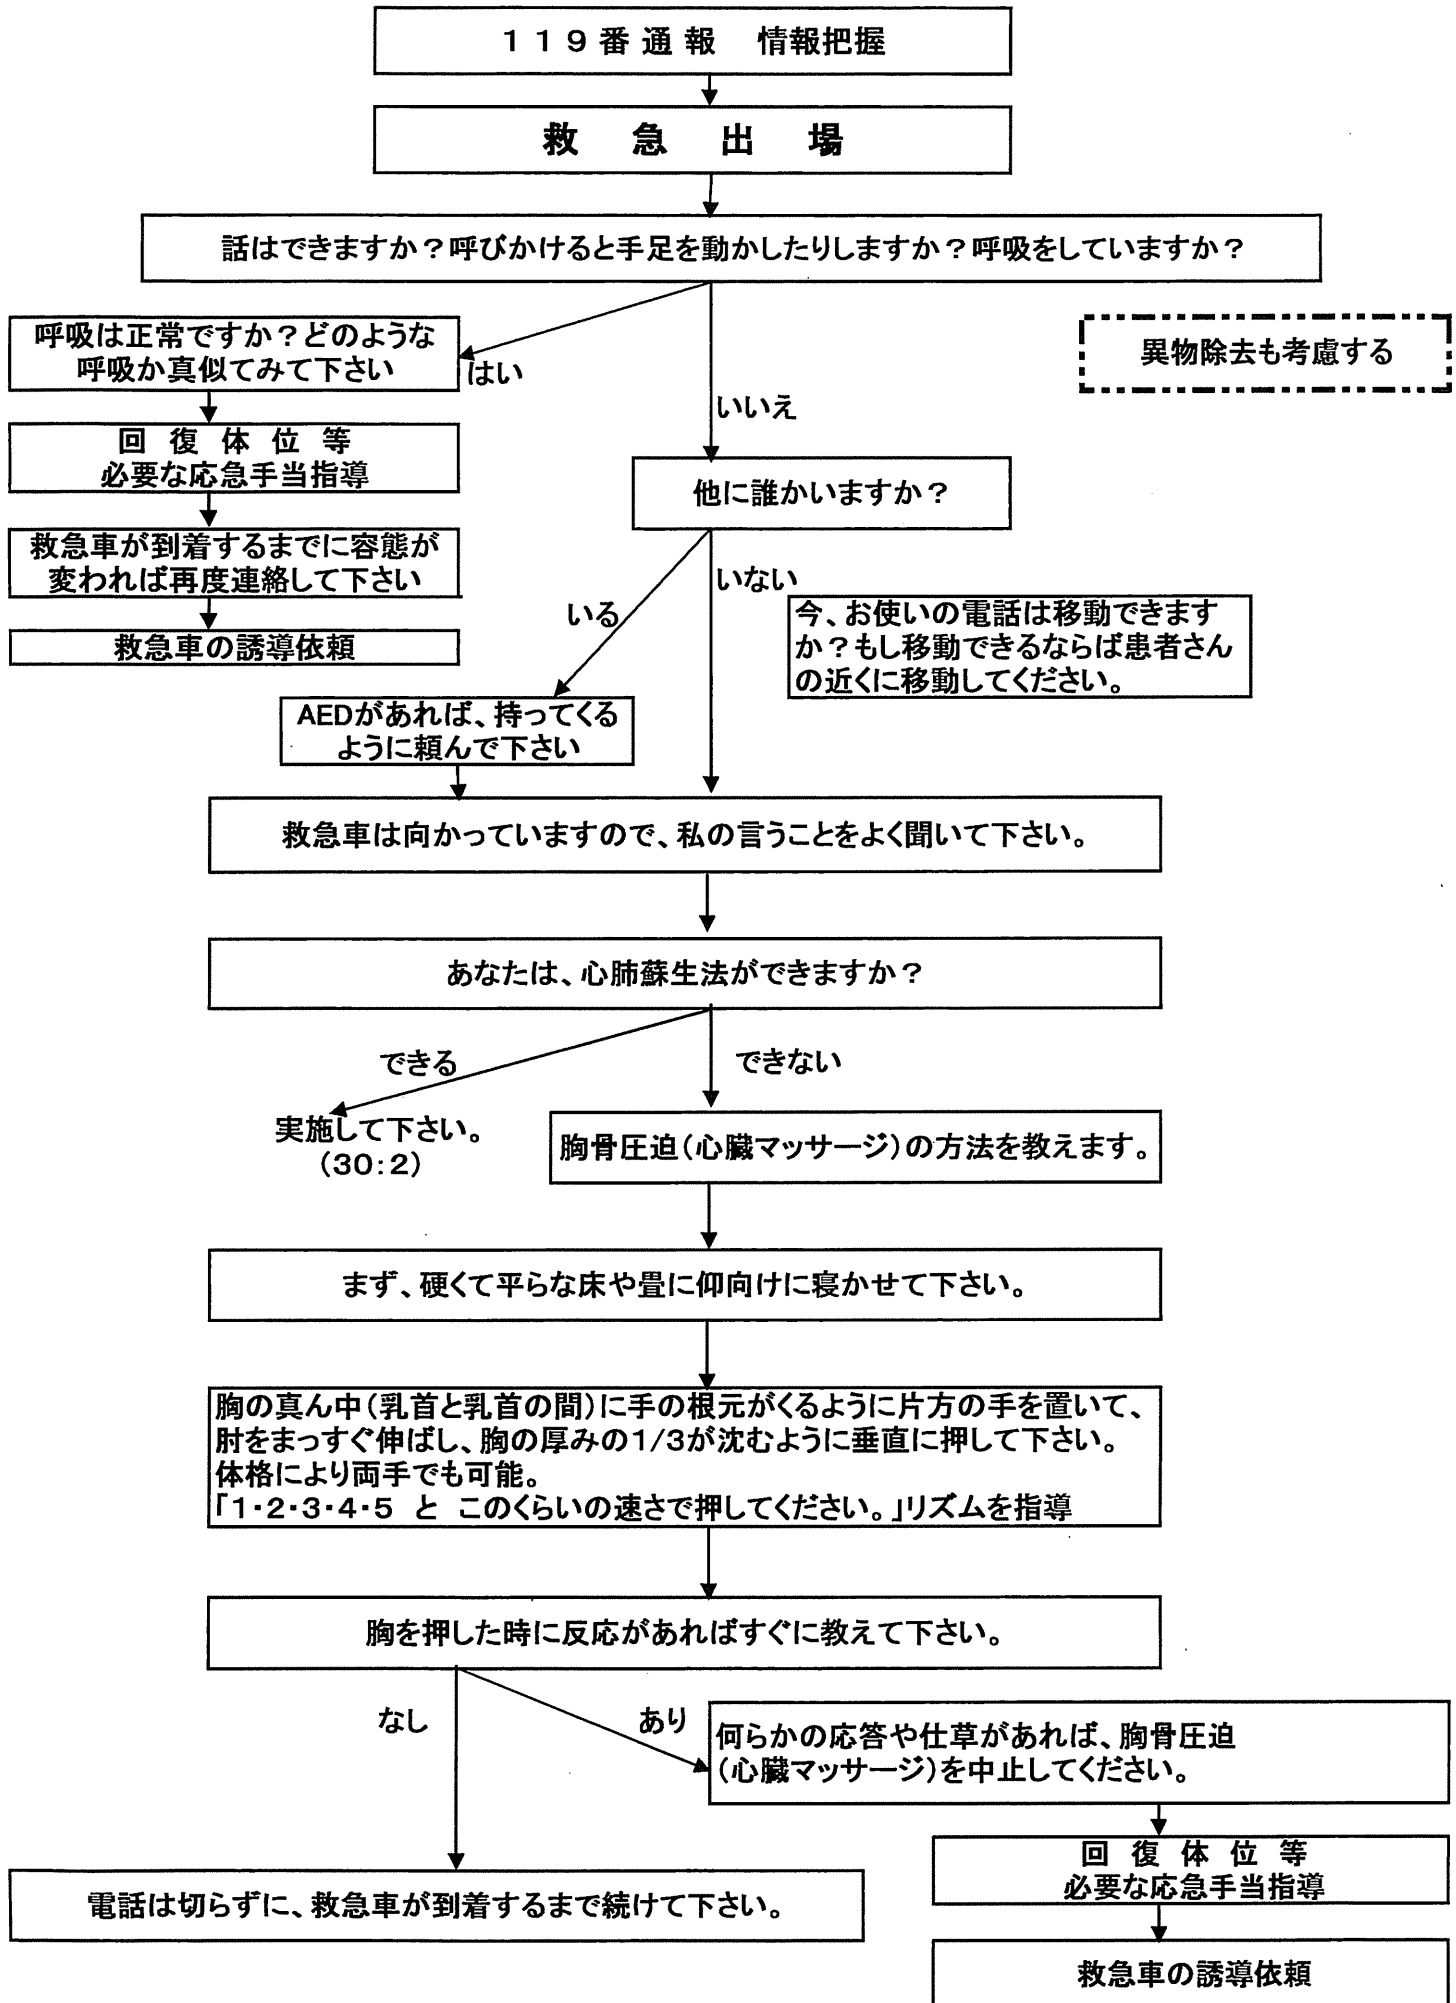 119番通報　情報把握
救急出場
話はできますか？呼びかけると手足を動かしたりしますか？呼吸をしていますか？
呼吸は正常ですか？どのような
呼吸か真似てみて下さい
はい
異物除去も考慮する
いいえ
回復体位等
必要な応急手当指導
他に誰かいますか？
救急車が到着するまでに容態が
変われば再度連絡して下さい
いない
いる
今、お使いの電話は移動できます
か？もし移動できるならば患者さん
の近くに移動してください。
救急車の誘導依頼
AEDがあれば、持ってくる
ように頼んで下さい
救急車は向かっていますので、私の言うことをよく聞いて下さい。
あなたは、心肺蘇生法ができますか？
できる
できない
実施して下さい。
（30：2）
胸骨圧迫（心臓マッサージ）の方法を教えます。
まず、硬くて平らな床や畳に仰向けに寝かせて下さい。
胸の真ん中（乳首と乳首の間）に手の根元がくるように片方の手を置いて、
肘をまっすぐ伸ばし、胸の厚みの1/3が沈むように垂直に押して下さい。
体格により両手でも可能。
「1・2・3・4・5　と　このくらいの速さで押してください。」リズムを指導
胸を押した時に反応があればすぐに教えて下さい。
なし
あり
何らかの応答や仕草があれば、胸骨圧迫
（心臓マッサージ）を中止してください。
回復体位等
必要な応急手当指導
電話は切らずに、救急車が到着するまで続けて下さい。
救急車の誘導依頼